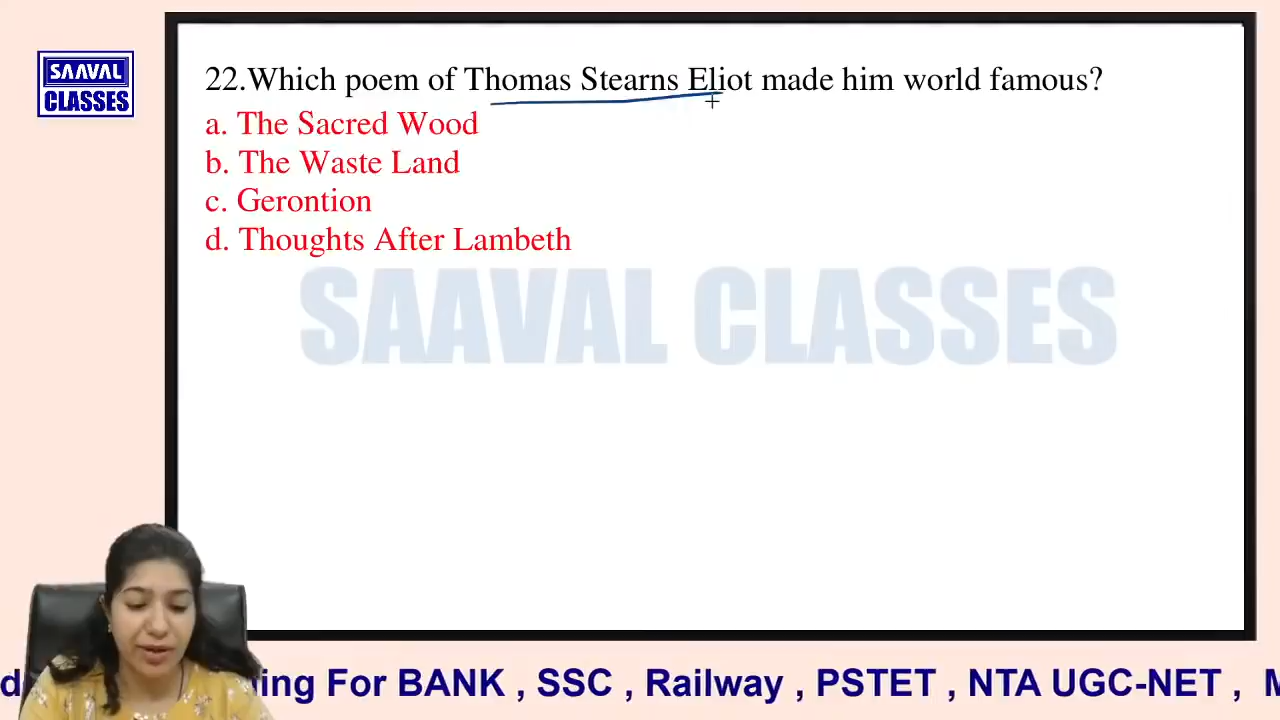 SAAVAL
CLASSES
22.Which poem of Thomas Stearns Eliot made him world famous?
a. The Sacred Wood
b. The Waste Land
c. Gerontion
d. Thoughts After Lambeth
SAAVAL CLASSES
For BANK , SSC , Railway , PSTET , NTA UGC-NET ,